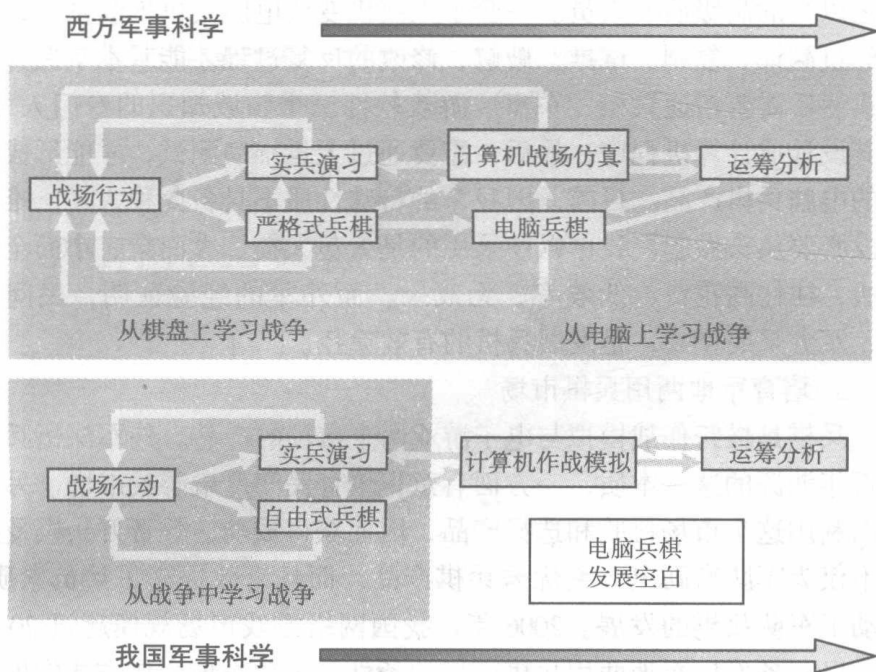 西方军事科学
实兵演习
计算机战场仿真
运筹分析
战场行动
严格式兵棋
电脑兵棋
从棋盘上学习战争
从电脑上学习战争
实兵演习
计算机作战模拟
运筹分析
战场行动
自由式兵棋
电脑兵棋
发展空白
从战争中学习战争
我国军事科学